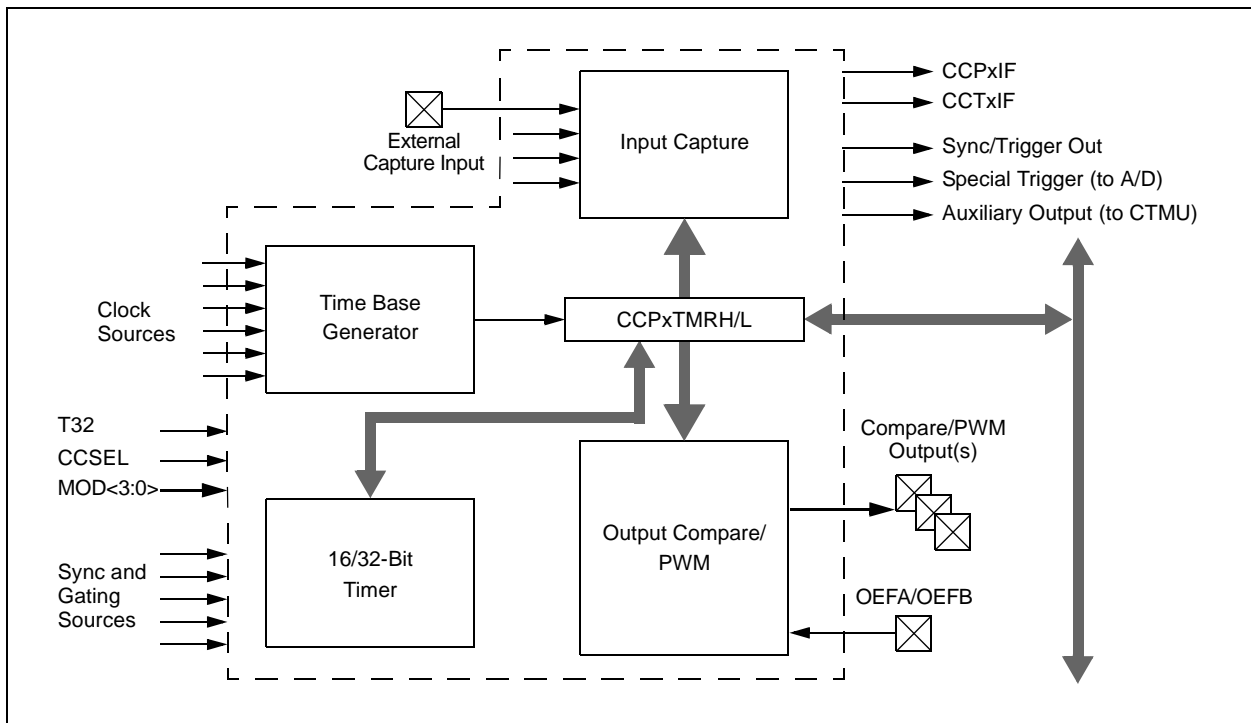 CCPxIF
CCTxIF
External
Capture Input
Input Capture
Sync/Trigger Out
Special Trigger (to A/D)
Auxiliary Output (to CTMU)
Clock
Sources
Time Base
Generator
CCPxTMRH/L
T32
CCSEL
MOD<3:0>
Compare/PWM
Output(s)
Sync and
Gating
Sources
16/32-Bit
Timer
Output Compare/
PWM
OEFA/OEFB